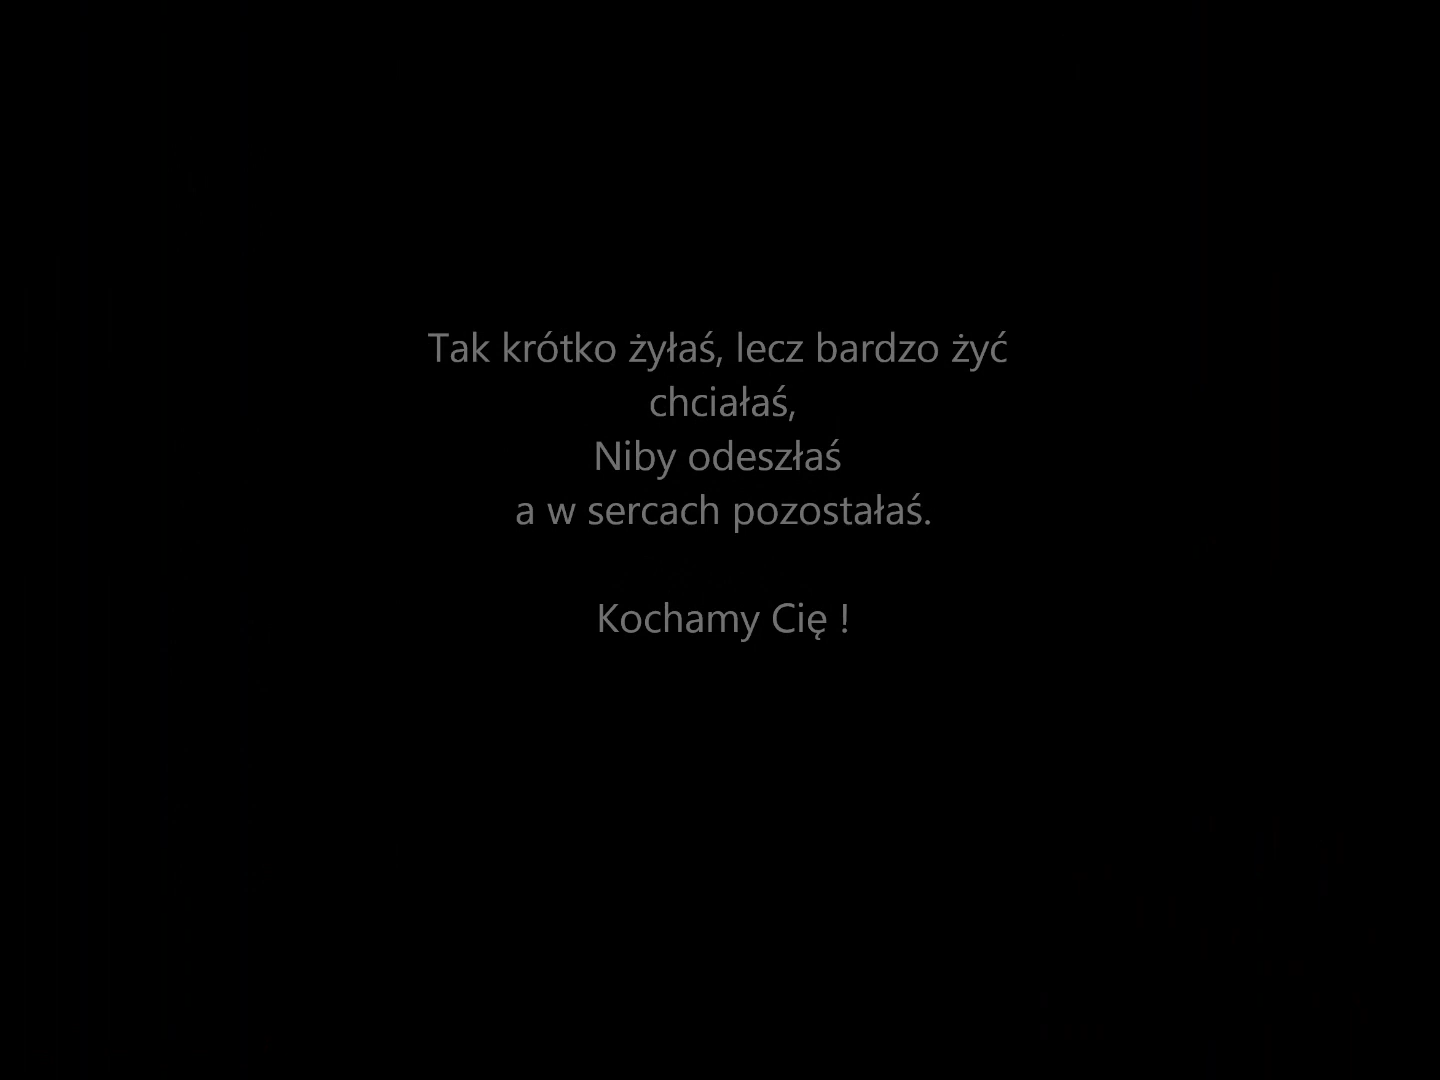 Tak krótko żyłaś, lecz bardzo żyć
chciałaś,
Niby odeszłaś
a w sercach pozostałaś.
Kochamy Cię !